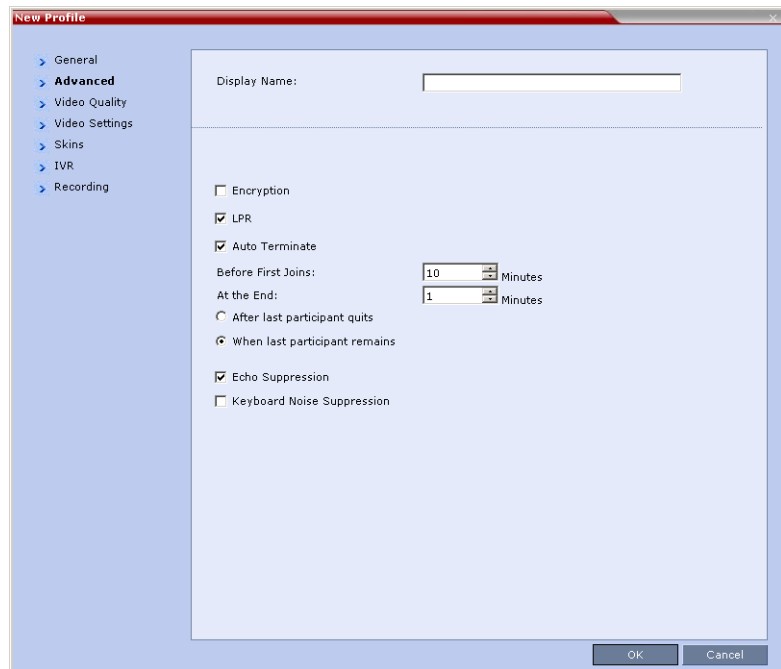 New Profile
General
Advanced
Video Quality
Video Settings
Skins
IVR
Recording
Display Name:
Encryption
LPR
Auto Terminate
Before First Joins: 10 Minutes
At the End: 1 Minutes
After last participant quits
When last participant remains
Echo Suppression
Keyboard Noise Suppression
OK Cancel